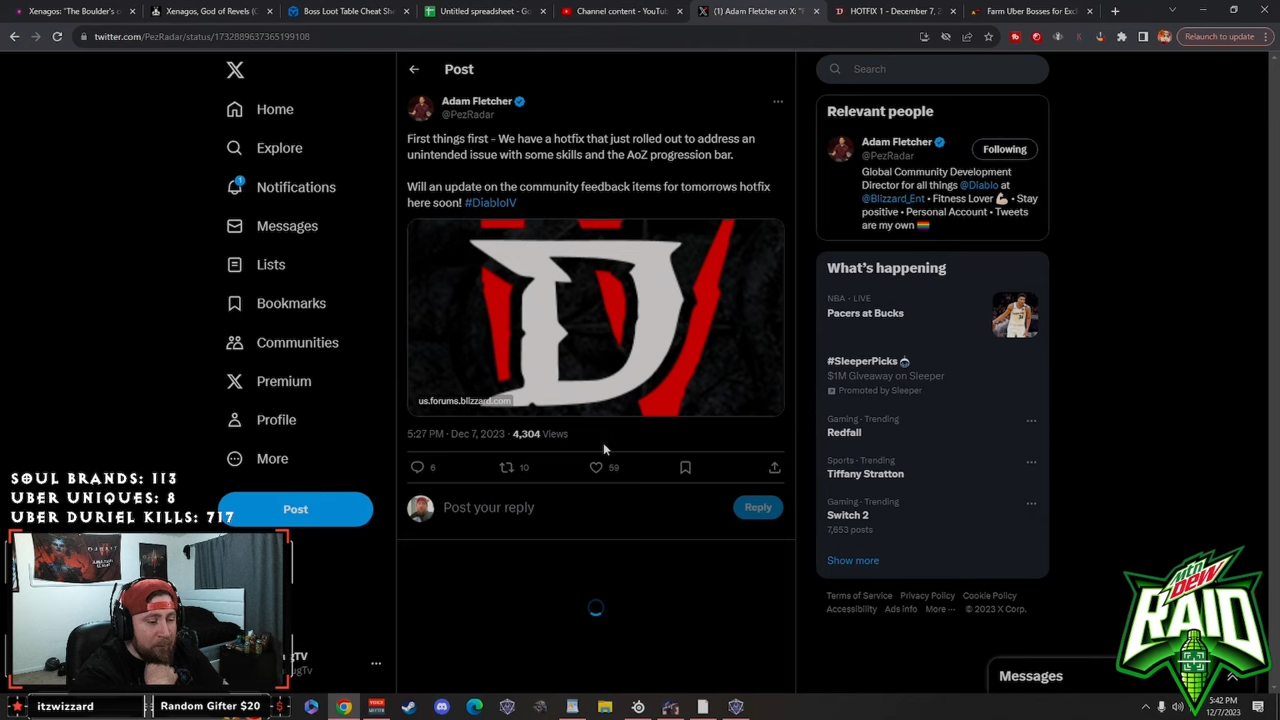 Xenagos: "The Boulder's
Xenagos, God of Revels (C
Boss Loot Table Cheat She
Untitled spreadsheet - Go
Channel content - YouTub
(1) Adam Fletcher on X: "F
HOTFIX 1 - December 7, 2
Farm Uber Bosses for Exc
twitter.com/PezRadar/status/1732889637365199108
Relaunch to update
Home
Explore
1
Notifications
Messages
Lists
Bookmarks
Communities
Premium
Profile
More
Post
Post
Adam Fletcher
@PezRadar
First things first - We have a hotfix that just rolled out to address an
unintended issue with some skills and the AoZ progression bar.
Will an update on the community feedback items for tomorrows hotfix
here soon! #DiabloIV
D
us.forums.blizzard.com
5:27 PM · Dec 7, 2023 · 4,304 Views
6
10
59
Post your reply
Reply
Search
Relevant people
Adam Fletcher
@PezRadar
Following
Global Community Development
Director for all things @Diablo at
@Blizzard_Ent • Fitness Lover • Stay
positive • Personal Account • Tweets
are my own
What's happening
NBA · LIVE
Pacers at Bucks
#SleeperPicks
$1M Giveaway on Sleeper
Promoted by Sleeper
Gaming · Trending
Redfall
Sports · Trending
Tiffany Stratton
Gaming · Trending
Switch 2
7,653 posts
Show more
Terms of Service Privacy Policy Cookie Policy
Accessibility Ads info More ··· © 2023 X Corp.
Messages
SOUL BRANDS: 113
UBER UNIQUES: 8
UBER DURIEL KILLS: 717
gTV
ugTv
itzwizzard
Random Gifter $20
mtn
DEW
RAID
5:42 PM
12/7/2023